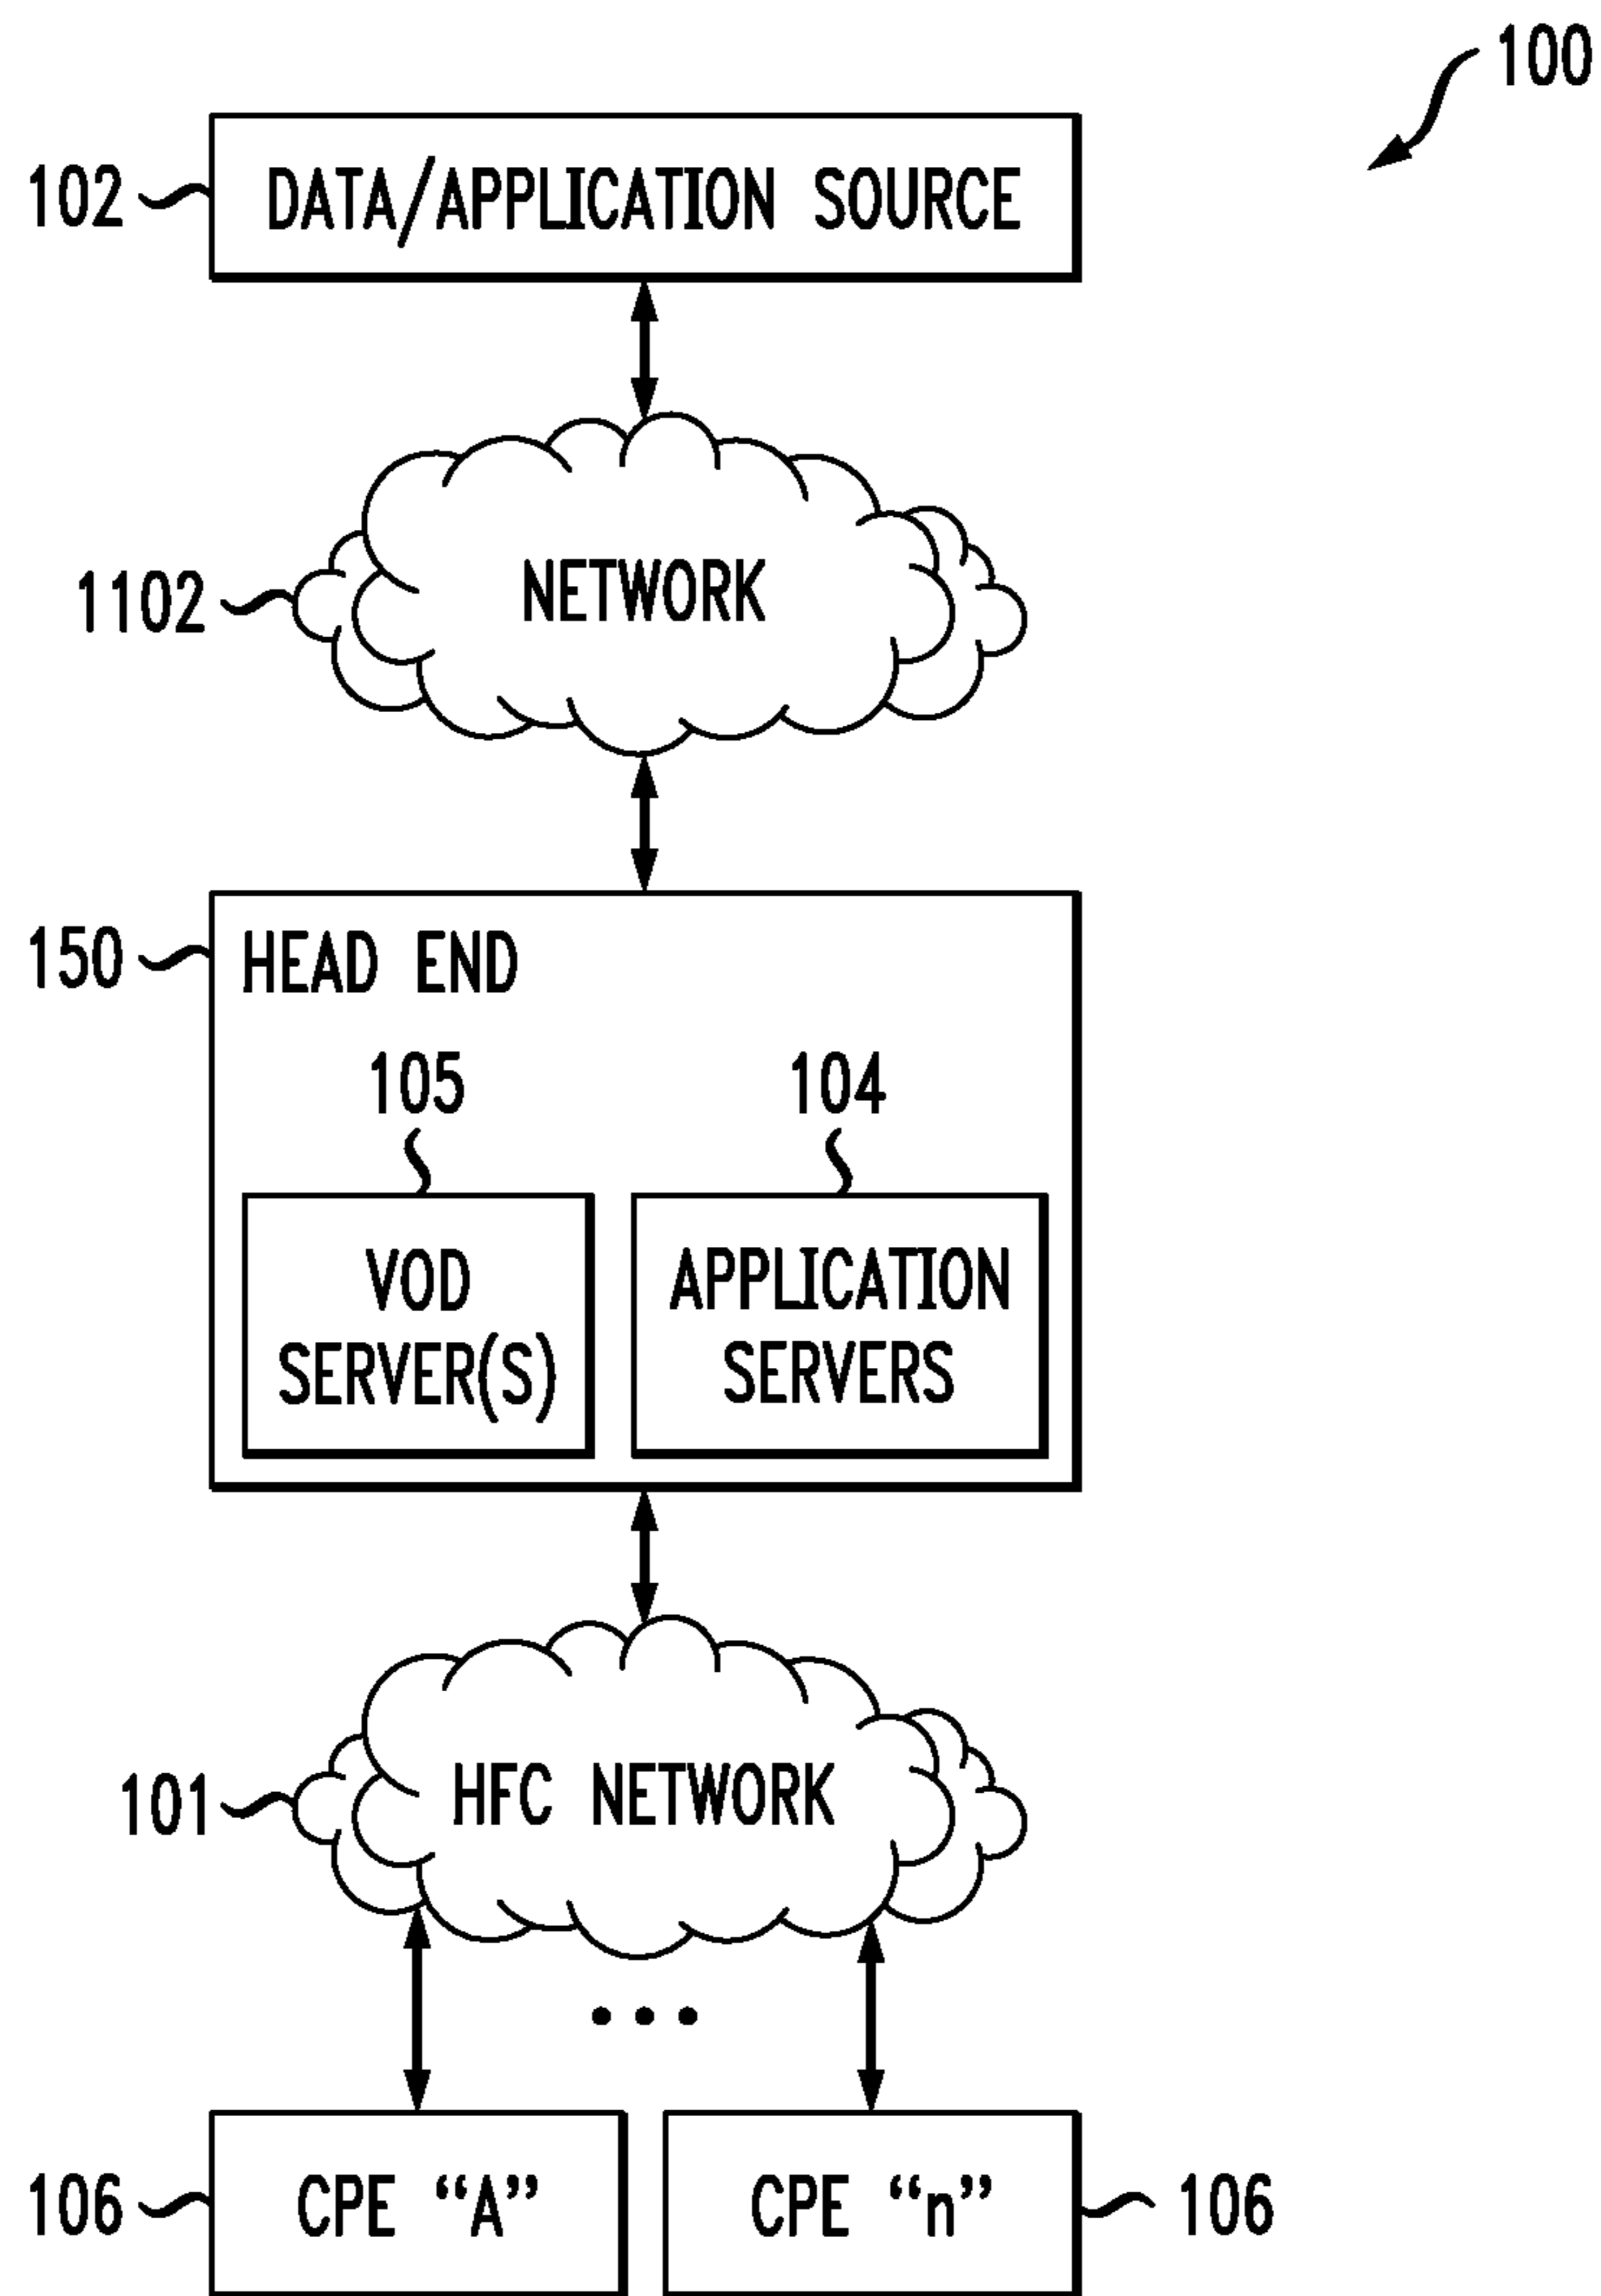 100
102
DATA/APPLICATION SOURCE
1102
NETWORK
150
HEAD END
105
104
VOD
SERVER(S)
APPLICATION
SERVERS
101
HFC NETWORK
106
CPE “A”
CPE “n”
106